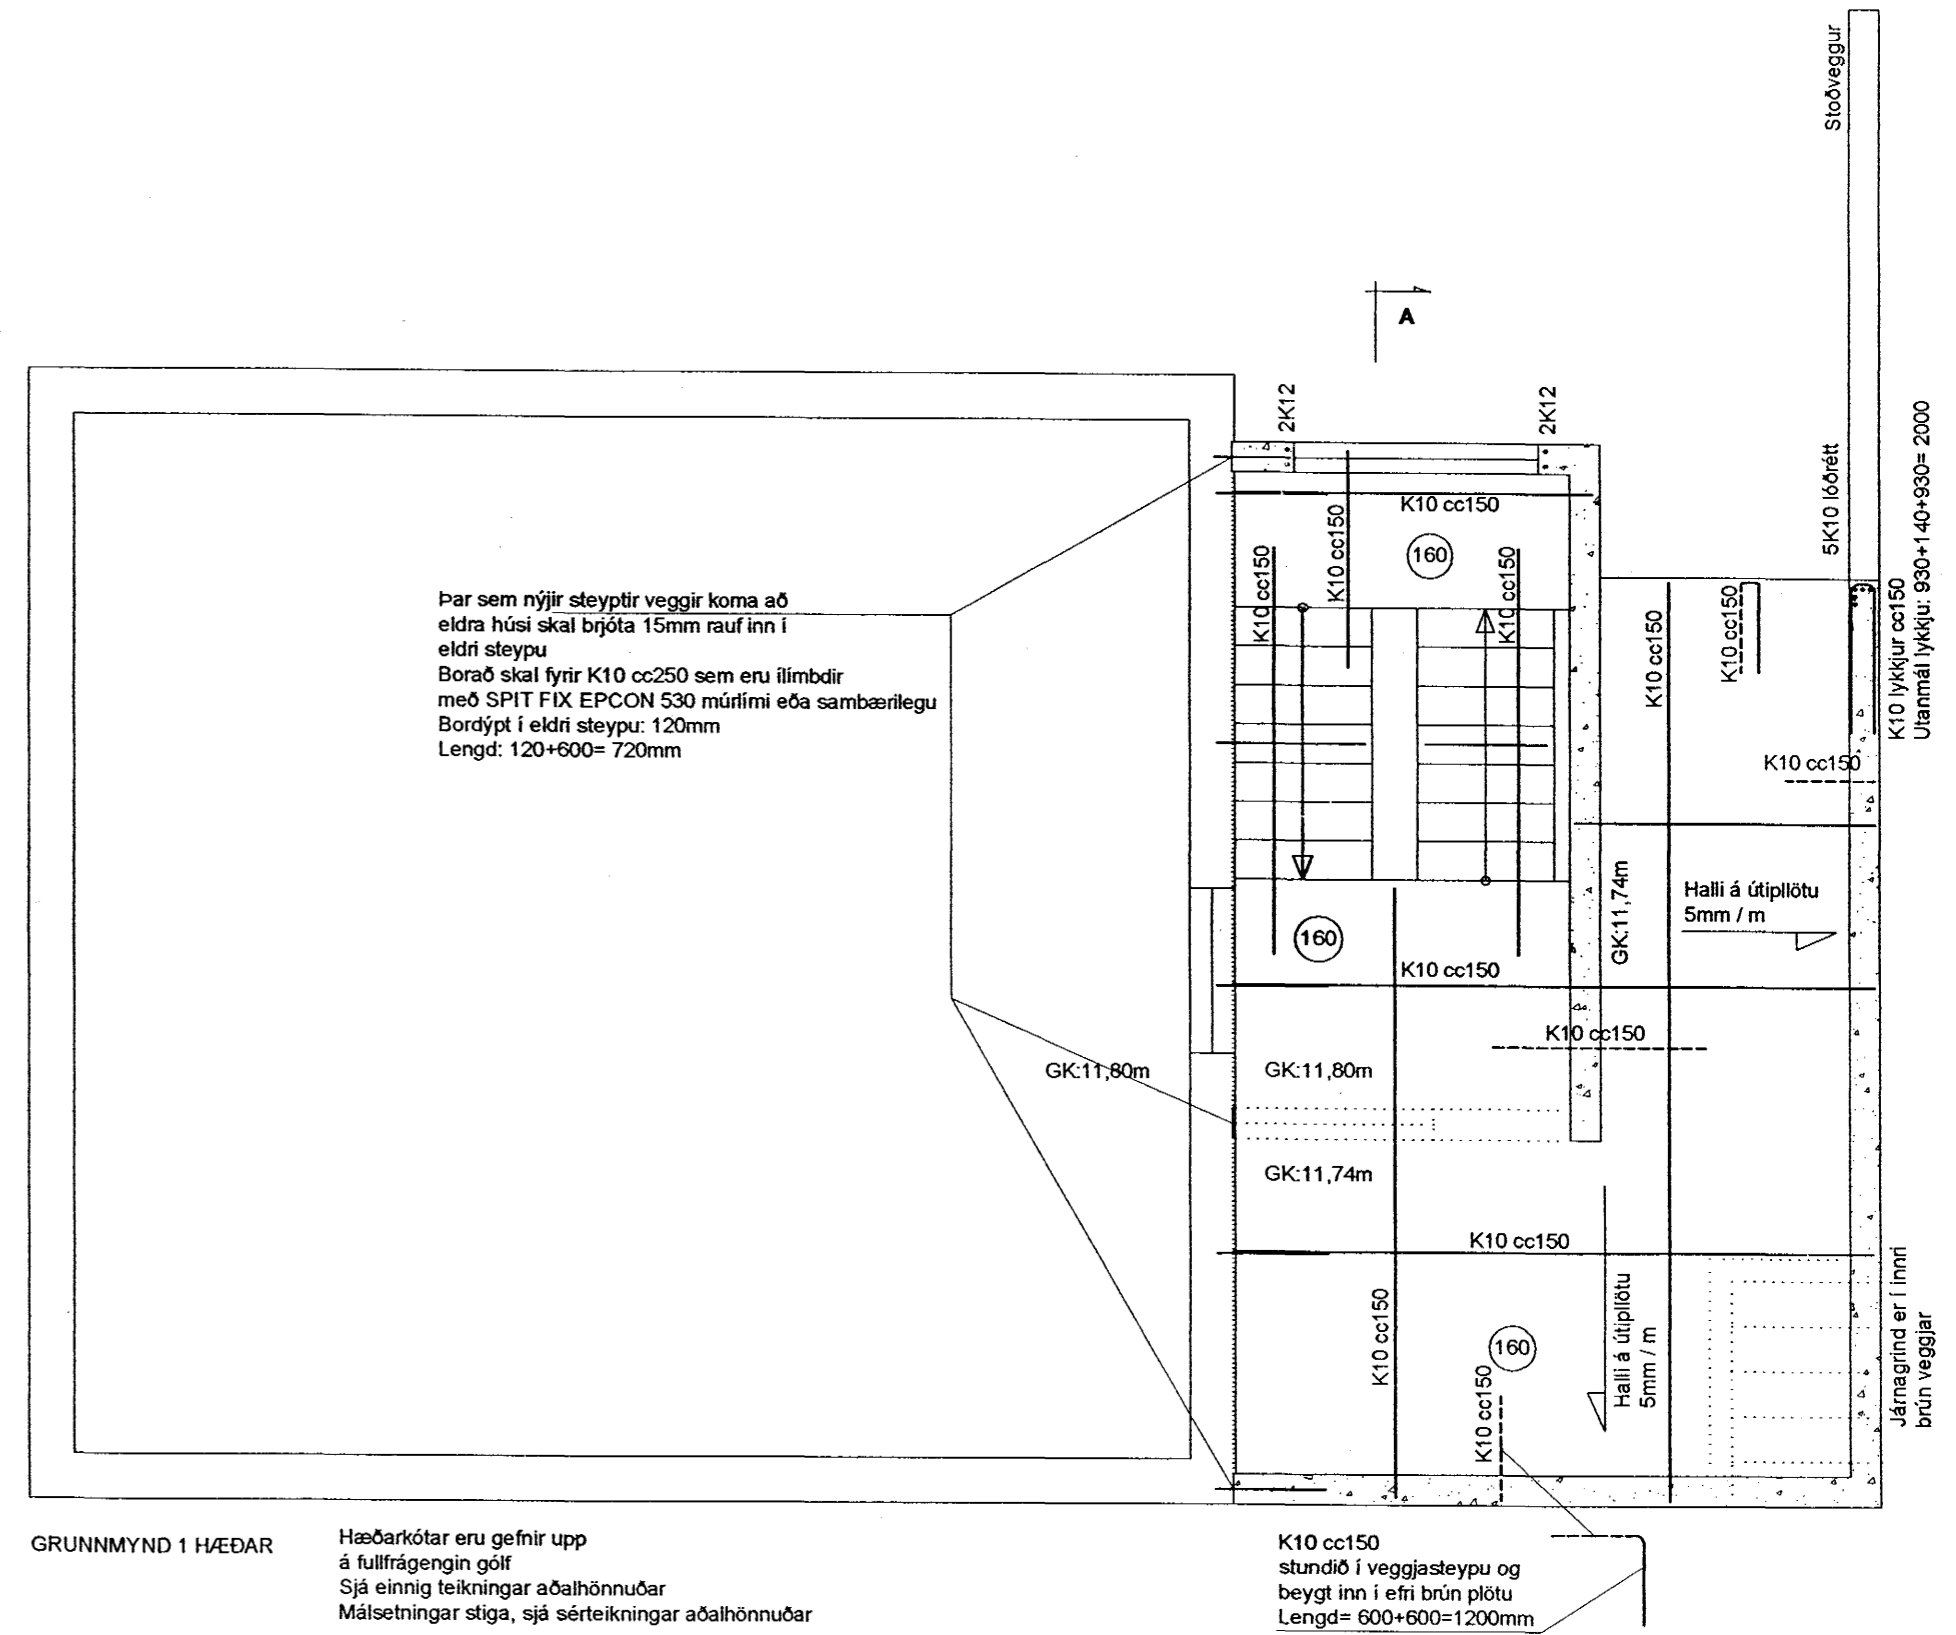 Stoðveggur
A
2K12
2K12
5K10 lóðrétt
K10 lykkjur cc150
Utanmál lykkju: 930+140+930= 2000
K10 cc150
160
K10 cc150
K10 cc150
K10 cc150
K10 cc150
K10 cc150
K10 cc150
Þar sem nýjir steyptir veggir koma að
eldra húsi skal brjóta 15mm rauf inn í
eldri steypu
Borað skal fyrir K10 cc250 sem eru ílímbdir
með SPIT FIX EPCON 530 múrlími eða sambærilegu
Bordýpt í eldri steypu: 120mm
Lengd: 120+600= 720mm
GK:11,74m
Halli á útipllötu
5mm / m
160
K10 cc150
K10 cc150
GK:11,80m
GK:11,80m
GK:11,74m
K10 cc150
K10 cc150
160
K10 cc150
Halli á útipllötu
5mm / m
Járnagrind er í innri
brún veggjar
GRUNNMYND 1 HÆÐAR
Hæðarkótar eru gefnir upp
á fullfrágengin gólf
Sjá einnig teikningar aðalhönnuðar
Málsetningar stiga, sjá sérteikningar aðalhönnuðar
K10 cc150
stundið í veggjasteypu og
beygt inn í efri brún plötu
Lengd= 600+600=1200mm